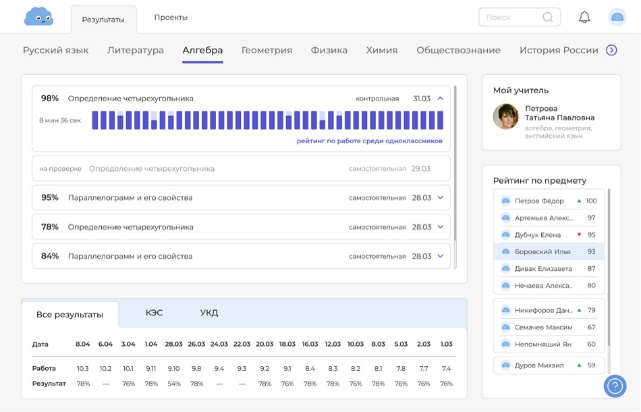 Результаты
Проекты
Поиск
Русский язык
Литература
Алгебра
Геометрия
Физика
Химия
Обществознание
История России
98% Определение четырехугольника контрольная 31.03
8 мин 36 сек
рейтинг по работе среди одноклассников
на проверке Определение четырехугольника самостоятельная 29.03
95% Параллелограмм и его свойства самостоятельная 28.03
78% Определение четырехугольника самостоятельная 28.03
84% Параллелограмм и его свойства самостоятельная 28.03
Мой учитель
Петрова
Татьяна Павловна
алгебра, геометрия,
английский язык
Рейтинг по предмету
Петров Фёдор 100
Артемьев Алекс... 97
Дубчук Елена 95
Боровский Илья 93
Дивак Елизавета 87
Нечаева Алекса.. 80
Никифоров Дан.. 79
Семачев Максим 67
Непомнящий Ян 60
Дуров Михаил 59
Все результаты
КЭС
УКД
Дата 8.04 6.04 3.04 1.04 28.03 26.03 24.03 22.03 20.03 18.03 16.03 12.03 10.03 8.03 5.03 2.03 1.03
Работа 10.3 10.2 10.1 9.11 9.10 9.8 9.4 9.3 9.2 9.1 8.4 8.3 8.2 8.1 7.8 7.7 7.4
Результат 78% — 76% 78% 54% 78% — — 78% 76% 78% 76% 78% 76% 78% 76% 76%
?